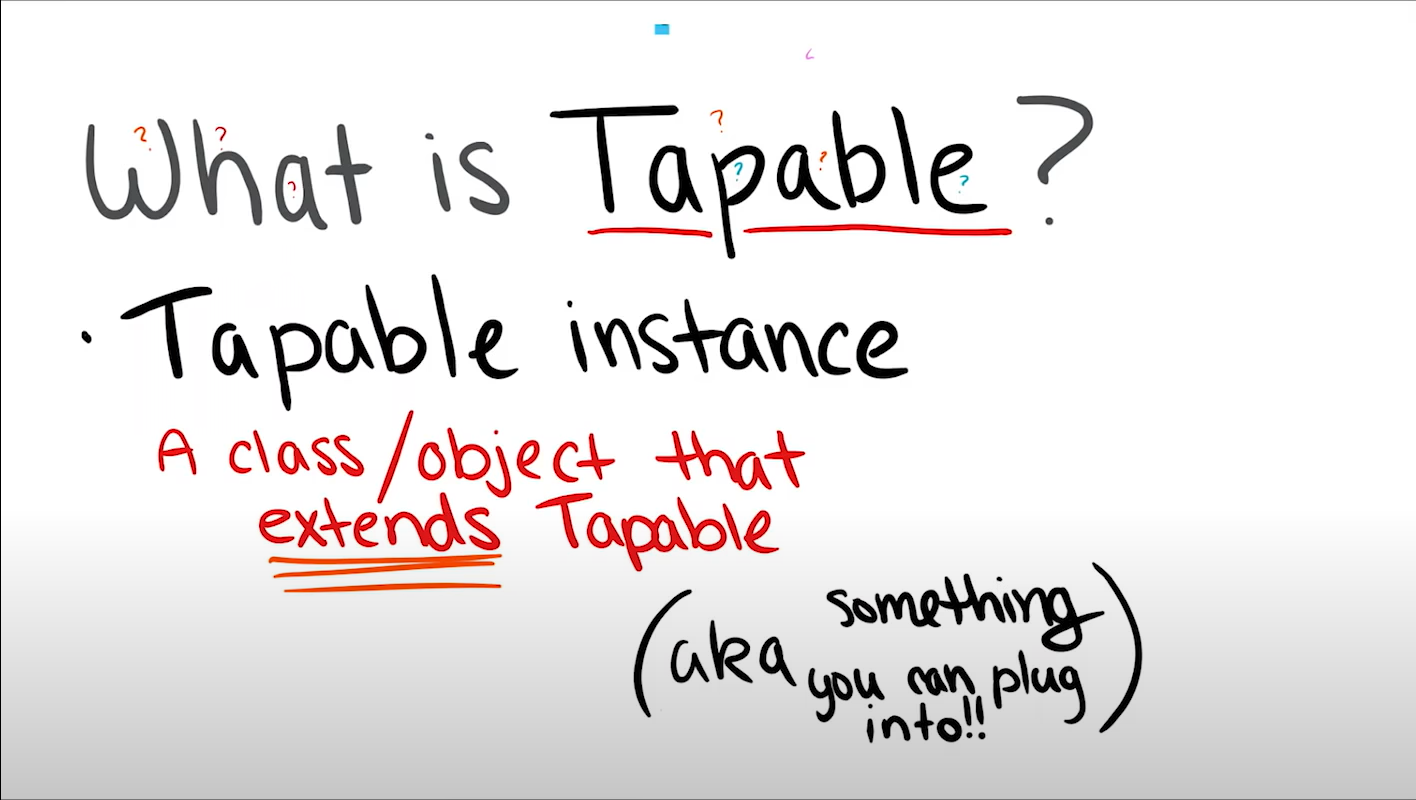 What is Tapable?
• Tapable instance
A class/object that
extends Tapable
(aka something
you can plug
into!!)